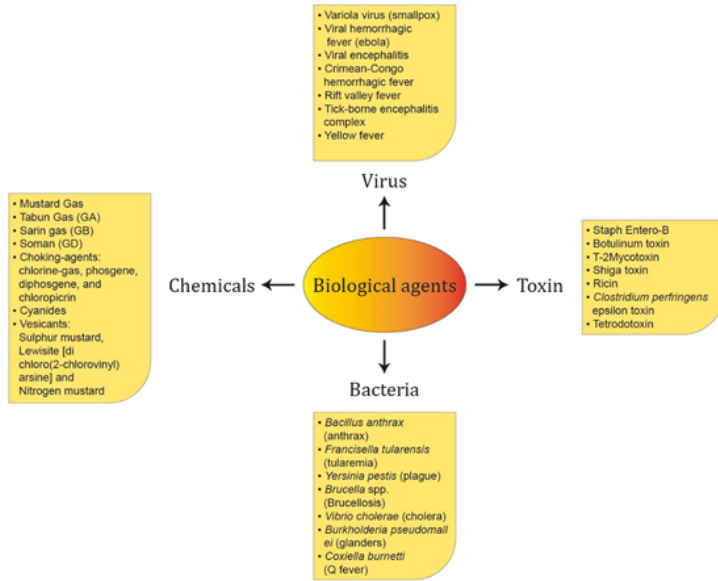 • Variola virus (smallpox)
• Viral hemorrhagic
fever (ebola)
• Viral encephalitis
• Crimean-Congo
hemorrhagic fever
• Rift valley fever
• Tick-borne encephalitis
complex
• Yellow fever
Virus
• Mustard Gas
• Tabun Gas (GA)
• Sarin gas (GB)
• Soman (GD)
• Choking-agents:
chlorine-gas, phosgene,
diphosgene, and
chloropicrin
• Cyanides
• Vesicants:
Sulphur mustard,
Lewisite [di
chloro(2-chlorovinyl)
arsine] and
Nitrogen mustard
Chemicals
Biological agents
Toxin
• Staph Entero-B
• Botulinum toxin
• T-2Mycotoxin
• Shiga toxin
• Ricin
• Clostridium perfringens
epsilon toxin
• Tetrodotoxin
Bacteria
• Bacillus anthrax
(anthrax)
• Francisella tularensis
(tularemia)
• Yersinia pestis (plague)
• Brucella spp.
(Brucellosis)
• Vibrio cholerae (cholera)
• Burkholderia pseudomall
ei (glanders)
• Coxiella burnetti
(Q fever)